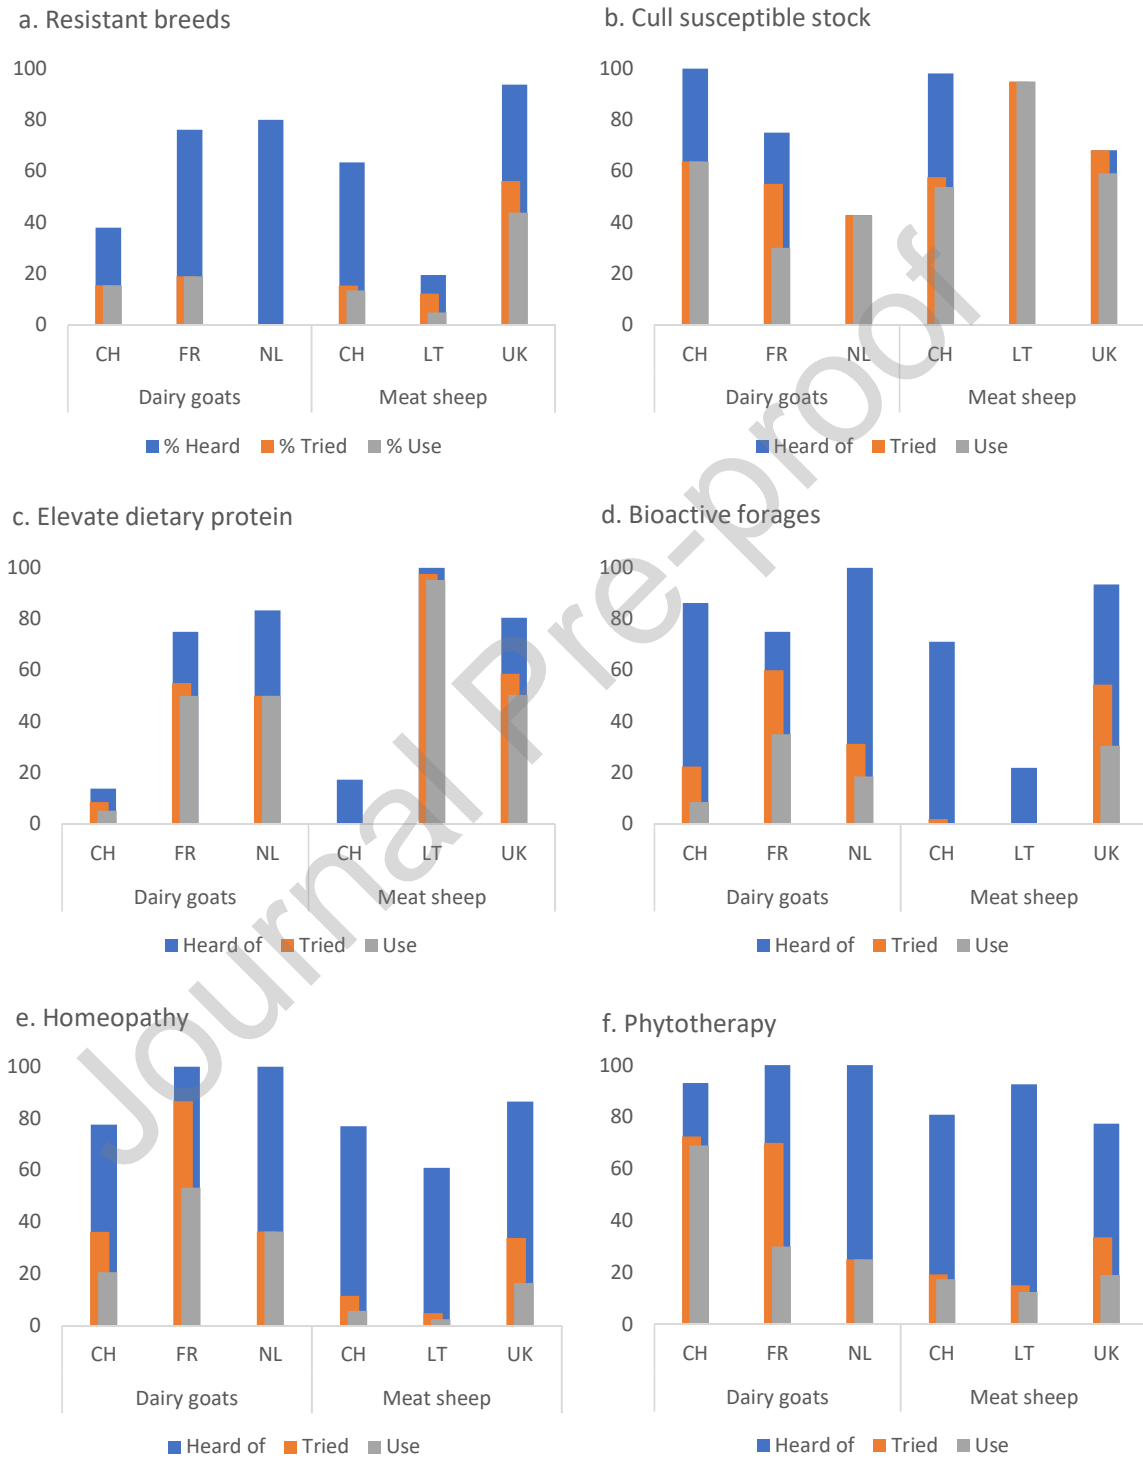 a. Resistant breeds
b. Cull susceptible stock
100
80
60
40
20
0
CH FR NL CH LT UK
Dairy goats Meat sheep
% Heard % Tried % Use
100
80
60
40
20
0
CH FR NL CH LT UK
Dairy goats Meat sheep
Heard of Tried Use
c. Elevate dietary protein
d. Bioactive forages
100
80
60
40
20
0
CH FR NL CH LT UK
Dairy goats Meat sheep
Heard of Tried Use
100
80
60
40
20
0
CH FR NL CH LT UK
Dairy goats Meat sheep
Heard of Tried Use
e. Homeopathy
f. Phytotherapy
100
80
60
40
20
0
CH FR NL CH LT UK
Dairy goats Meat sheep
Heard of Tried Use
100
80
60
40
20
0
CH FR NL CH LT UK
Dairy goats Meat sheep
Heard of Tried Use
Journal Pre-proof